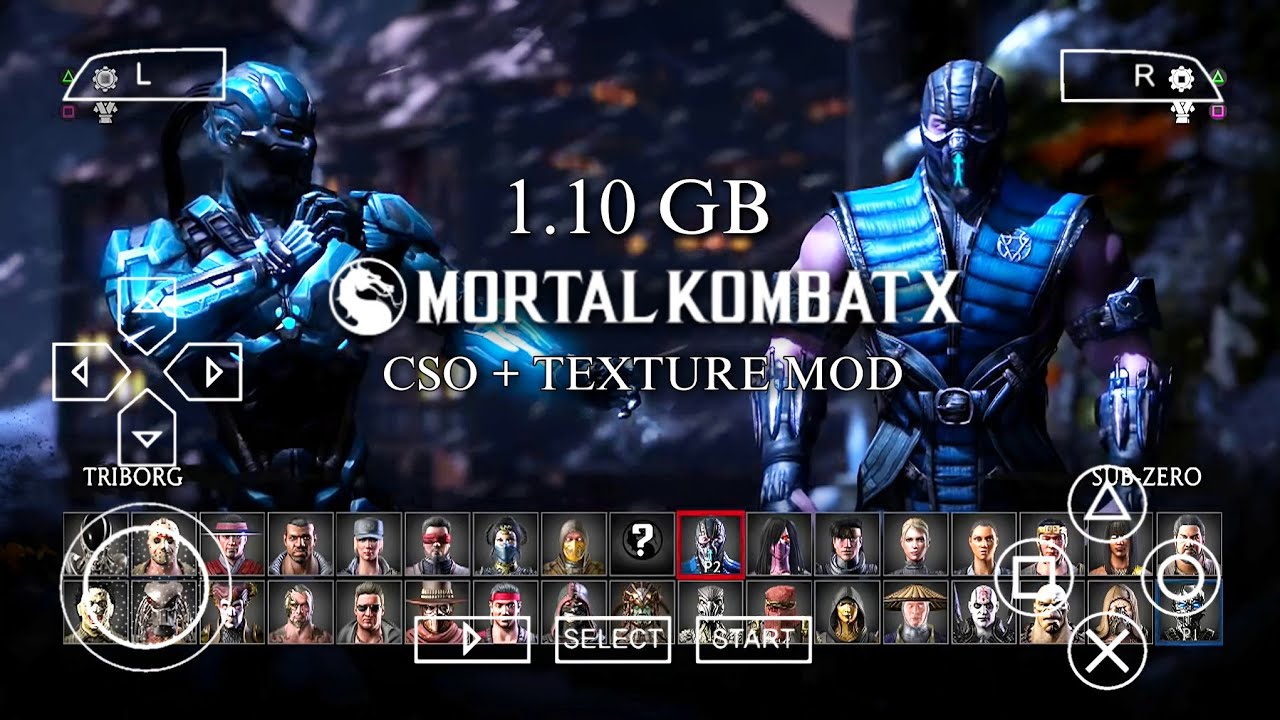 L
R
1.10 GB
MORTAL KOMBAT X
CSO + TEXTURE MOD
TRIBORG
SUB-ZERO
?
P2
SELECT
START
P1